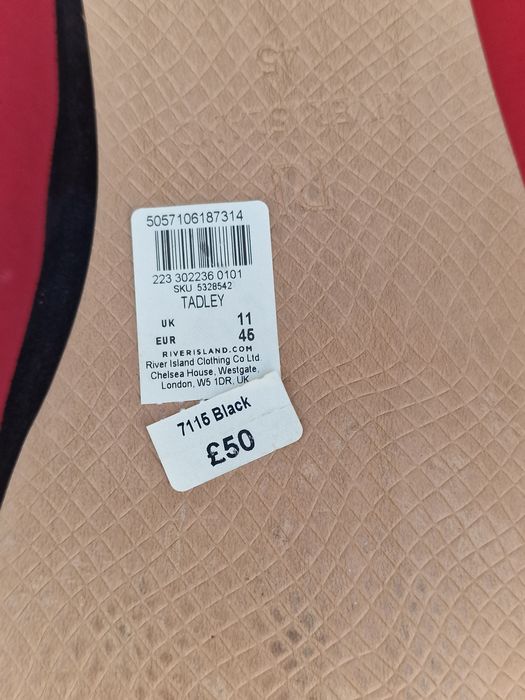 45
5057106187314
223 302236 0101
SKU 5328542
TADLEY
UK 11
EUR 45
RIVERISLAND.COM
River Island Clothing Co Ltd.
Chelsea House, Westgate,
London, W5 1DR, UK
7115 Black
£50